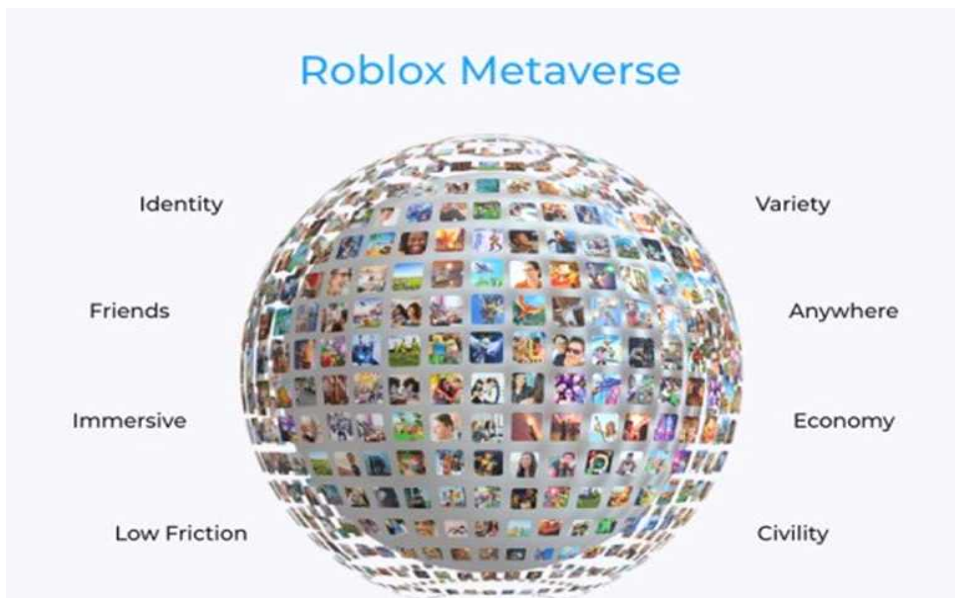 Roblox Metaverse
Identity
Variety
Friends
Anywhere
Immersive
Economy
Low Friction
Civility